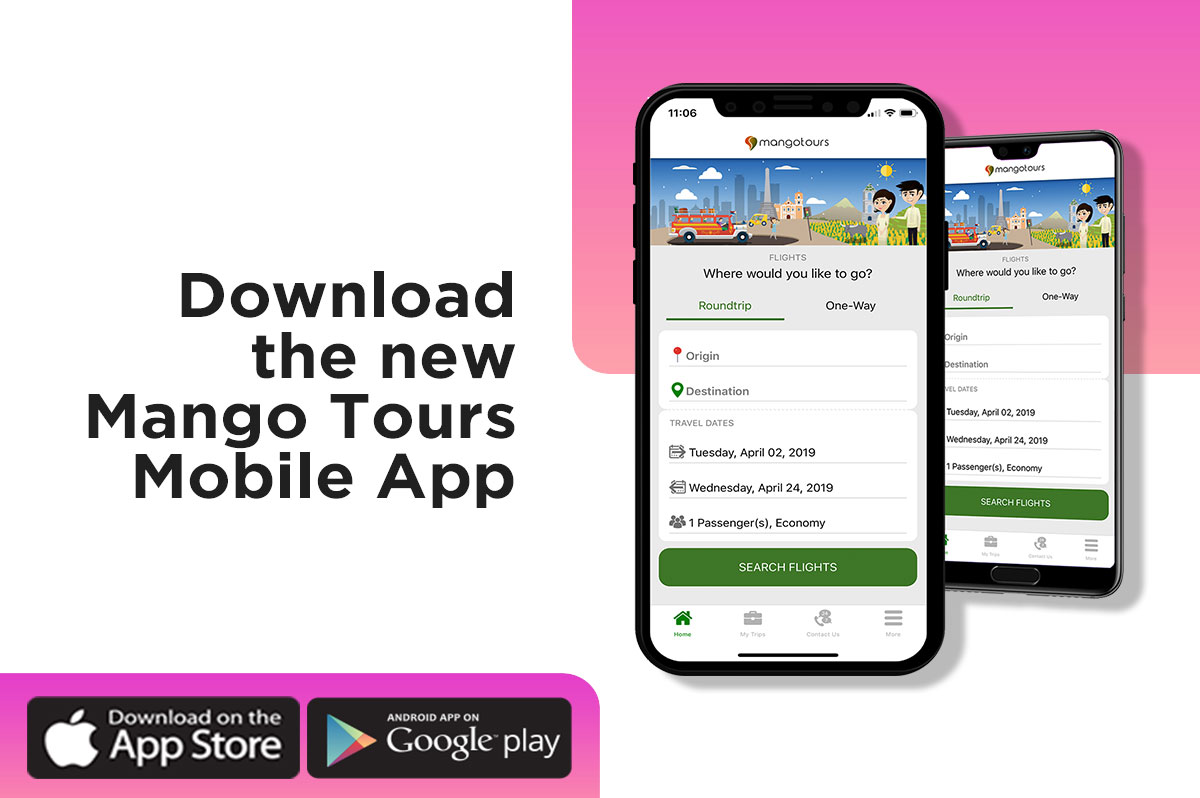 Download
the new
Mango Tours
Mobile App
Download on the
App Store
ANDROID APP ON
Google play
11:06
mangotours
FLIGHTS
Where would you like to go?
Roundtrip
One-Way
Origin
Destination
TRAVEL DATES
Tuesday, April 02, 2019
Wednesday, April 24, 2019
1 Passenger(s), Economy
SEARCH FLIGHTS
Home
My Trips
Contact Us
More
mangotours
FLIGHTS
Where would you like to go?
Roundtrip
One-Way
Origin
Destination
VEL DATES
Tuesday, April 02, 2019
Wednesday, April 24, 2019
1 Passenger(s), Economy
SEARCH FLIGHTS
My Trips
Contact Us
More